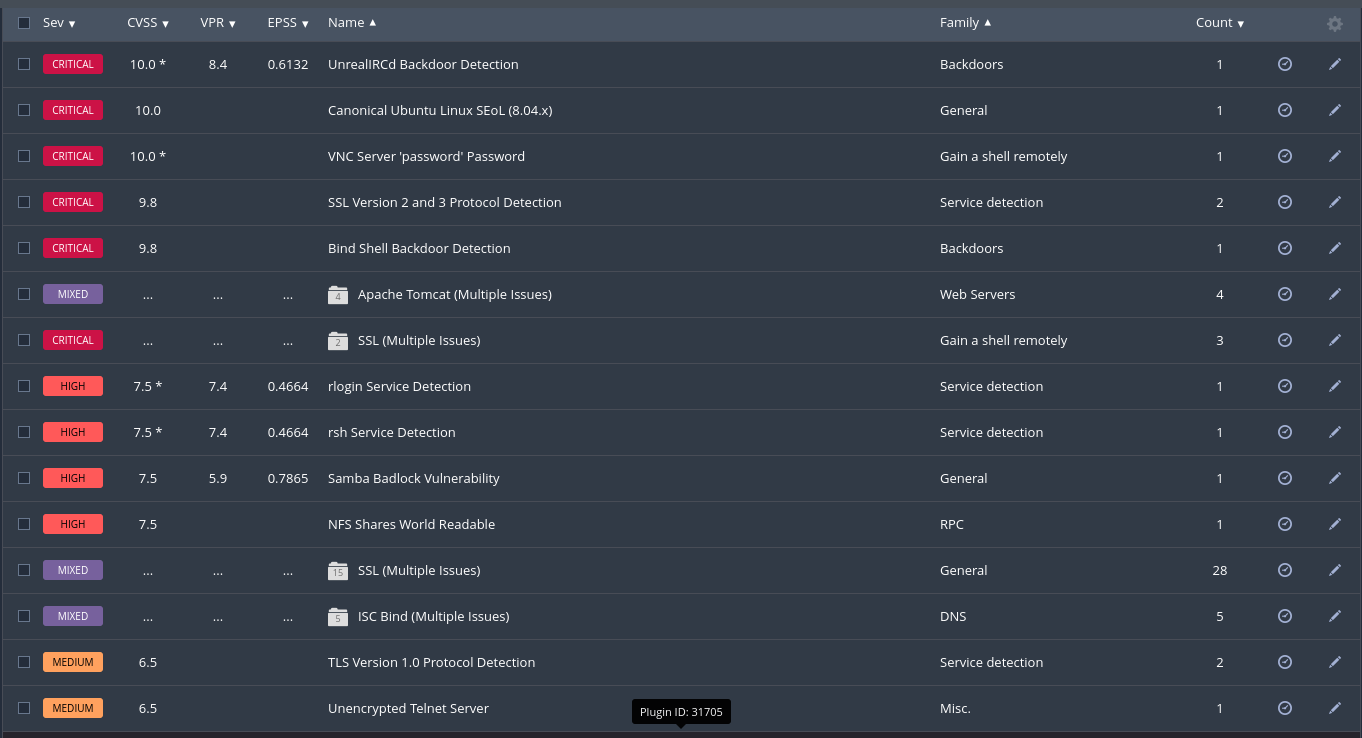 Sev CVSS VPR EPSS Name Family Count
CRITICAL 10.0 * 8.4 0.6132 UnrealIRCd Backdoor Detection Backdoors 1
CRITICAL 10.0 Canonical Ubuntu Linux SEoL (8.04.x) General 1
CRITICAL 10.0 * VNC Server 'password' Password Gain a shell remotely 1
CRITICAL 9.8 SSL Version 2 and 3 Protocol Detection Service detection 2
CRITICAL 9.8 Bind Shell Backdoor Detection Backdoors 1
MIXED ... ... ... 4 Apache Tomcat (Multiple Issues) Web Servers 4
CRITICAL ... ... ... 2 SSL (Multiple Issues) Gain a shell remotely 3
HIGH 7.5 * 7.4 0.4664 rlogin Service Detection Service detection 1
HIGH 7.5 * 7.4 0.4664 rsh Service Detection Service detection 1
HIGH 7.5 5.9 0.7865 Samba Badlock Vulnerability General 1
HIGH 7.5 NFS Shares World Readable RPC 1
MIXED ... ... ... 15 SSL (Multiple Issues) General 28
MIXED ... ... ... 5 ISC Bind (Multiple Issues) DNS 5
MEDIUM 6.5 TLS Version 1.0 Protocol Detection Service detection 2
MEDIUM 6.5 Unencrypted Telnet Server Misc. 1
Plugin ID: 31705